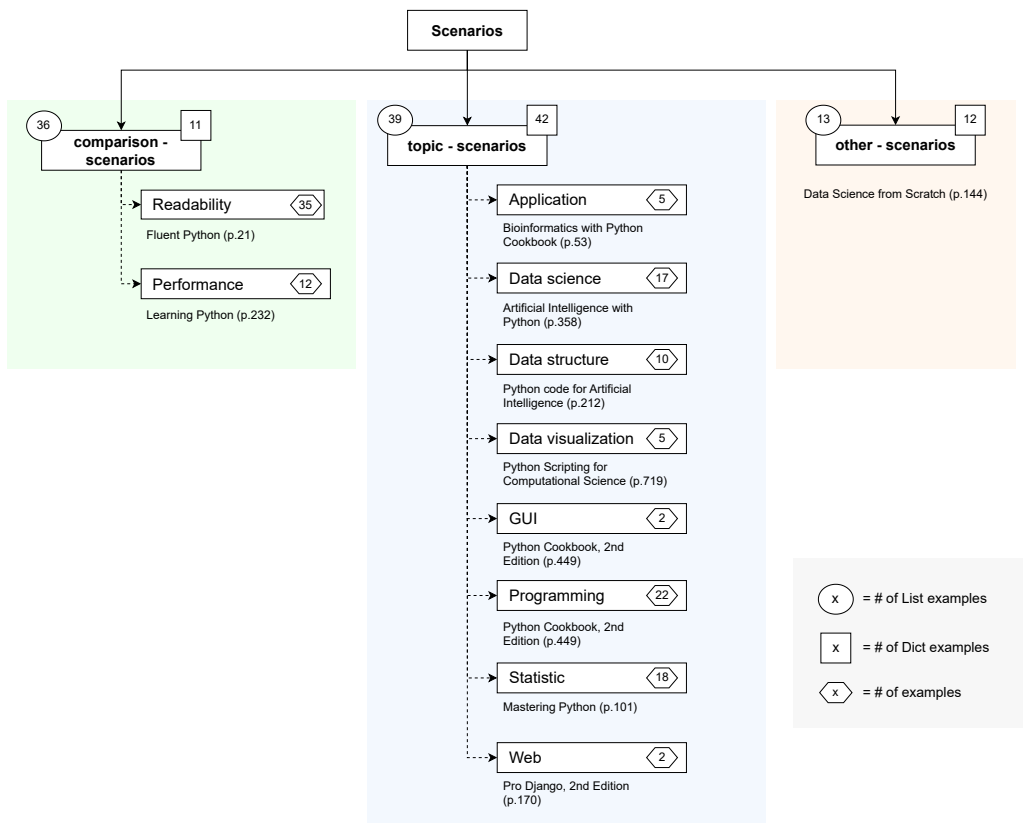 Scenarios
36
11
comparison -
scenarios
Readability
35
Fluent Python (p.21)
Performance
12
Learning Python (p.232)
39
42
topic - scenarios
Application
5
Bioinformatics with Python
Cookbook (p.53)
Data science
17
Artificial Intelligence with
Python (p.358)
Data structure
10
Python code for Artificial
Intelligence (p.212)
Data visualization
5
Python Scripting for
Computational Science (p.719)
GUI
2
Python Cookbook, 2nd
Edition (p.449)
Programming
22
Python Cookbook, 2nd
Edition (p.449)
Statistic
18
Mastering Python (p.101)
Web
2
Pro Django, 2nd Edition
(p.170)
13
12
other - scenarios
Data Science from Scratch (p.144)
x = # of List examples
x = # of Dict examples
x = # of examples